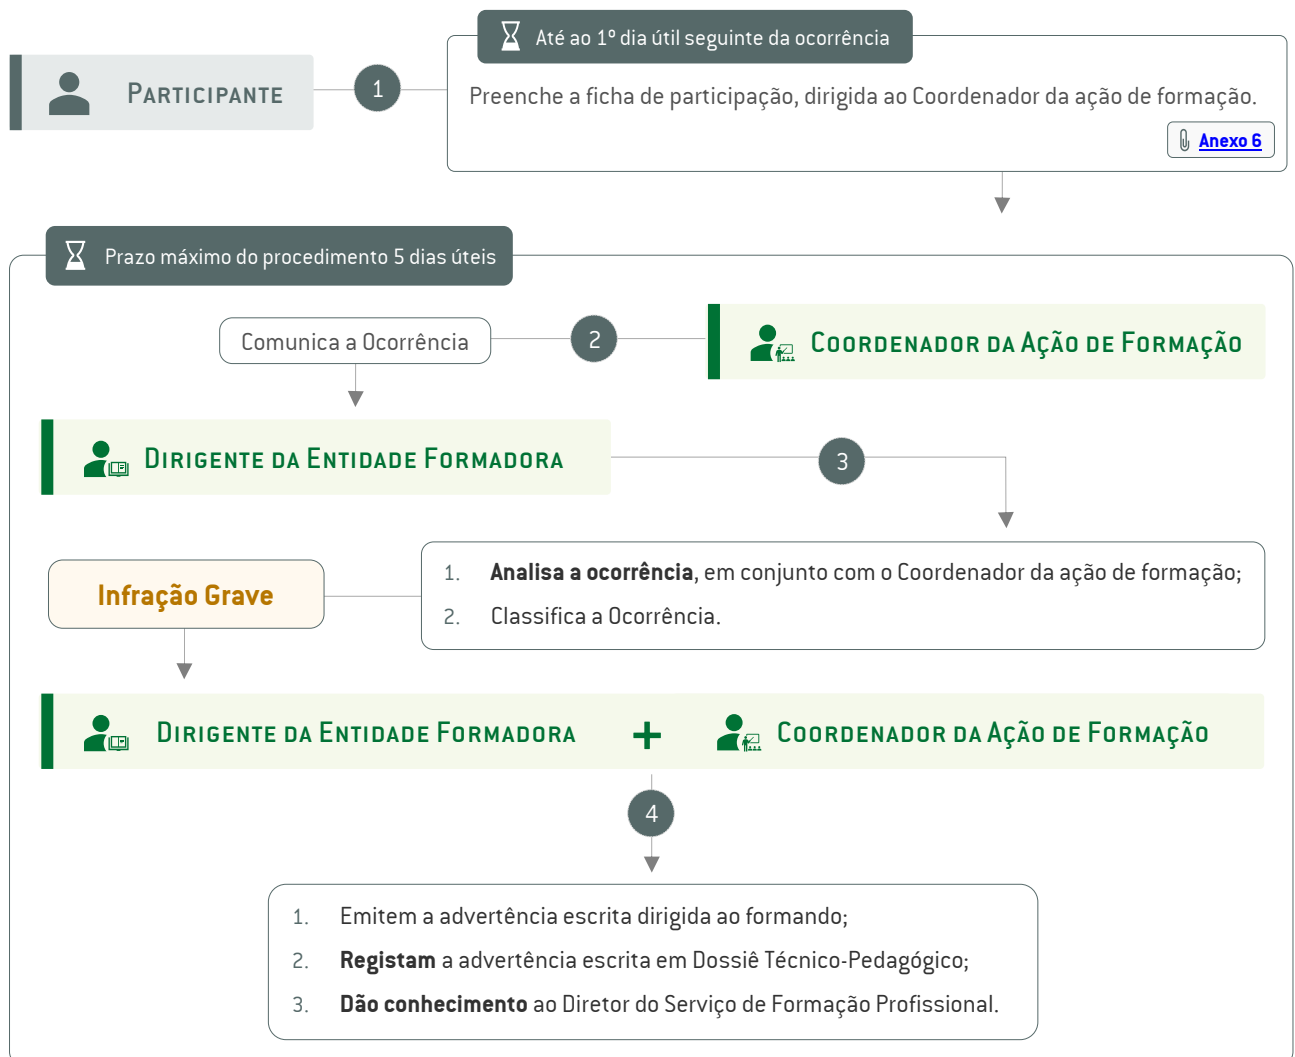 Até ao 1º dia útil seguinte da ocorrência
PARTICIPANTE
1
Preenche a ficha de participação, dirigida ao Coordenador da ação de formação.
Anexo 6
Prazo máximo do procedimento 5 dias úteis
Comunica a Ocorrência
2
COORDENADOR DA AÇÃO DE FORMAÇÃO
DIRIGENTE DA ENTIDADE FORMADORA
3
1. Analisa a ocorrência, em conjunto com o Coordenador da ação de formação;
2. Classifica a Ocorrência.
Infração Grave
DIRIGENTE DA ENTIDADE FORMADORA + COORDENADOR DA AÇÃO DE FORMAÇÃO
4
1. Emitem a advertência escrita dirigida ao formando;
2. Registam a advertência escrita em Dossiê Técnico-Pedagógico;
3. Dão conhecimento ao Diretor do Serviço de Formação Profissional.